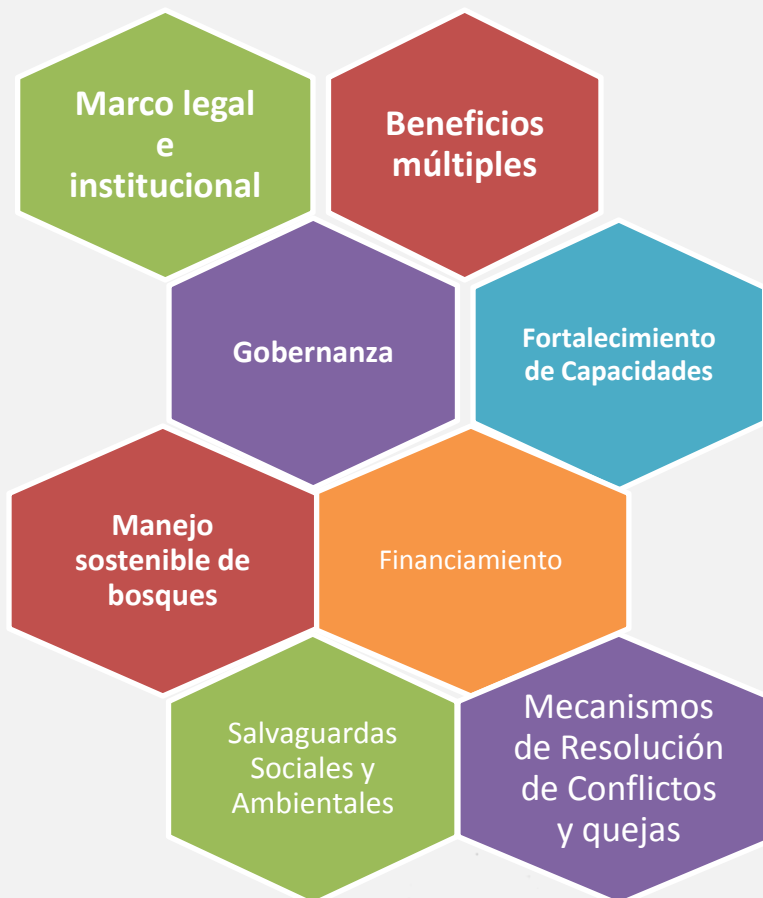 Marco legal
e
institucional
Beneficios
múltiples
Gobernanza
Fortalecimiento
de Capacidades
Manejo
sostenible de
bosques
Financiamiento
Salvaguardas
Sociales y
Ambientales
Mecanismos
de Resolución
de Conflictos
y quejas